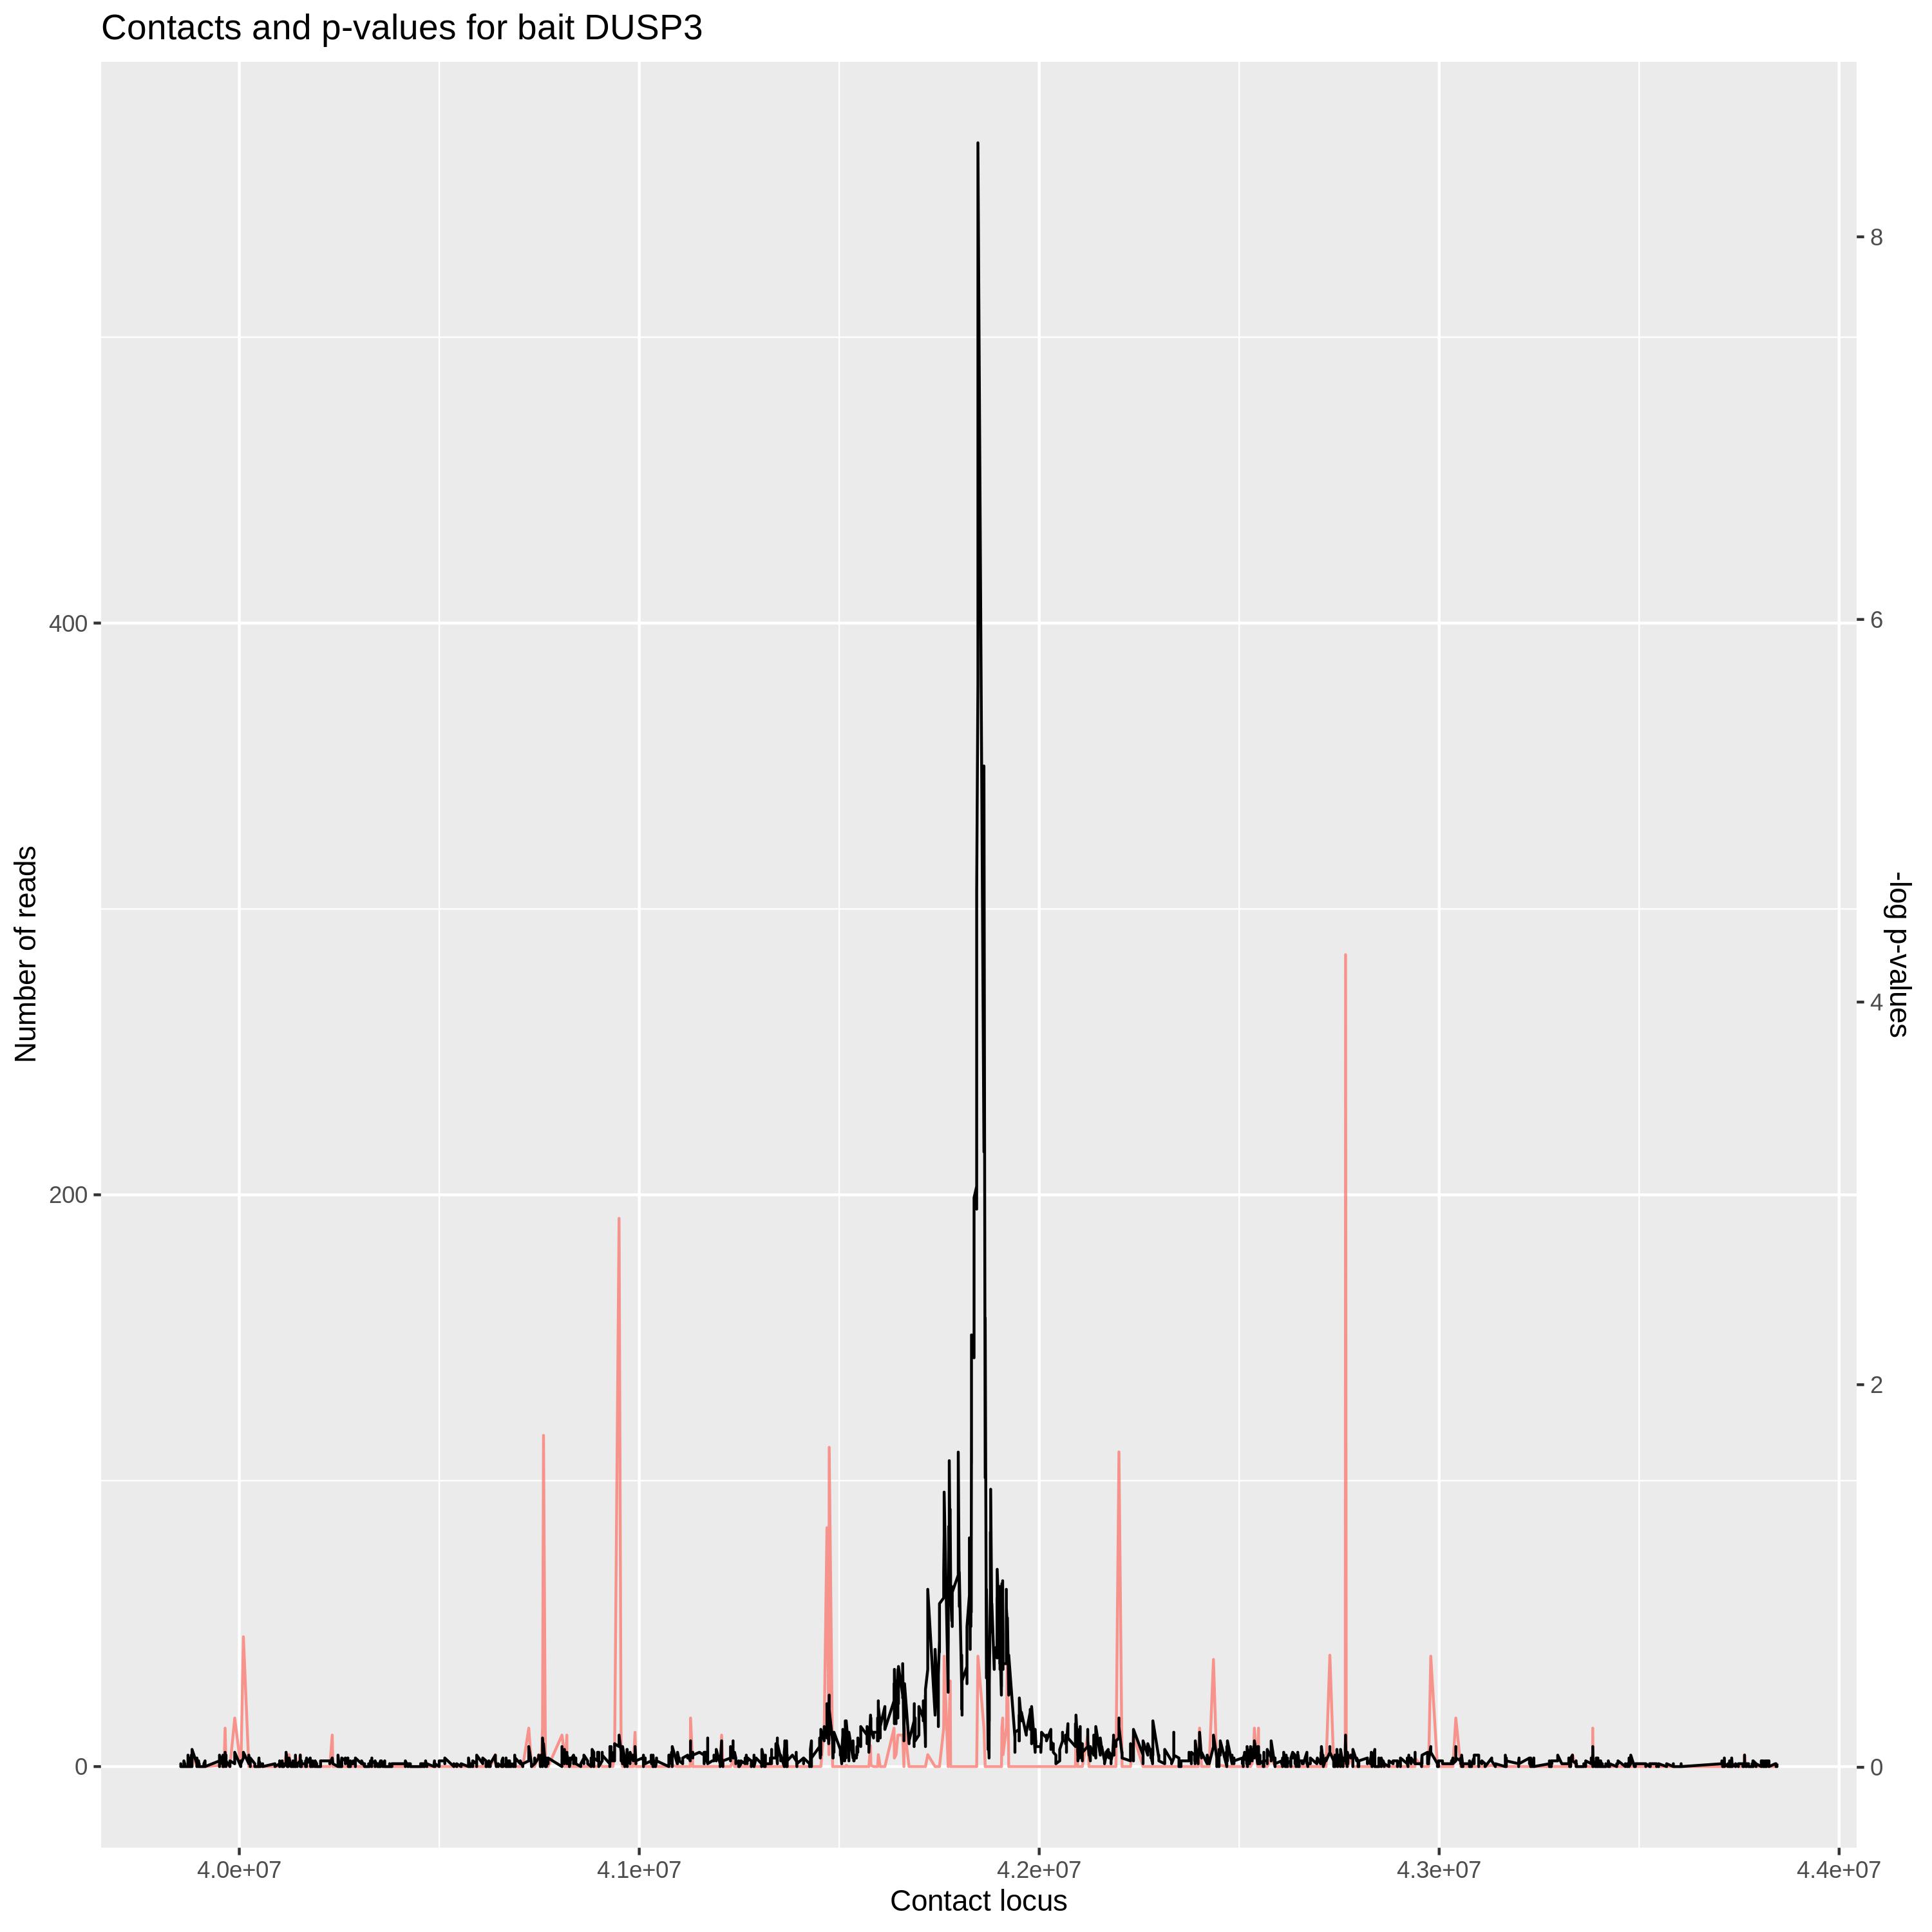 Contacts and p-values for bait DUSP3
Number of reads
400
200
0
8
6
4
2
0
-log p-values
4.0e+07
4.1e+07
4.2e+07
4.3e+07
4.4e+07
Contact locus